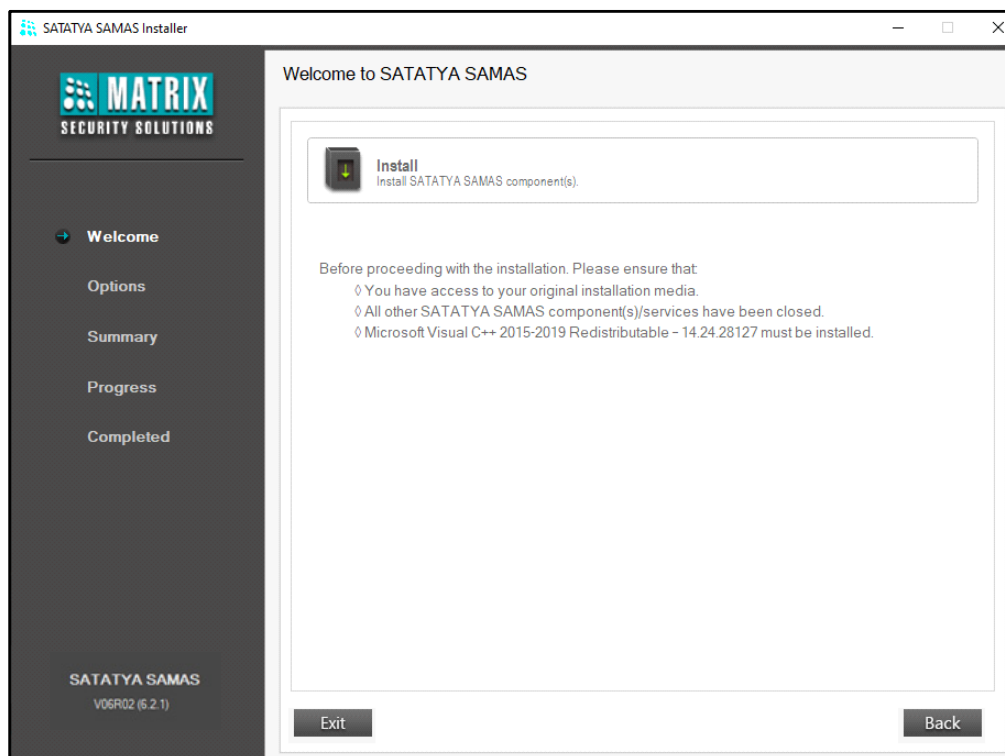 SATATYA SAMAS Installer
MATRIX
SECURITY SOLUTIONS
Welcome
Options
Summary
Progress
Completed
SATATYA SAMAS
V06R02 (6.2.1)
Welcome to SATATYA SAMAS
Install
Install SATATYA SAMAS component(s).
Before proceeding with the installation. Please ensure that:
◊ You have access to your original installation media.
◊ All other SATATYA SAMAS component(s)/services have been closed.
◊ Microsoft Visual C++ 2015-2019 Redistributable – 14.24.28127 must be installed.
Exit
Back